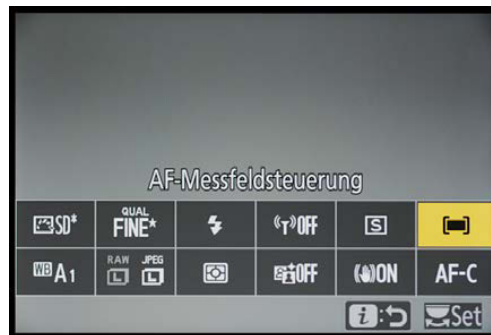 AF-Messfeldsteuerung
SD* QUAL FINE* T OFF S
WB A1 RAW L JPEG L OFF ON AF-C
i : Set